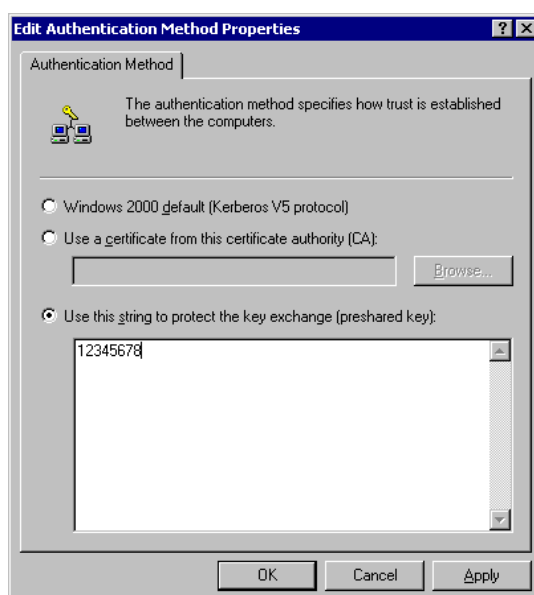 Edit Authentication Method Properties
Authentication Method
The authentication method specifies how trust is established
between the computers.
Windows 2000 default (Kerberos V5 protocol)
Use a certificate from this certificate authority (CA):
Browse...
Use this string to protect the key exchange (preshared key):
12345678
OK Cancel Apply